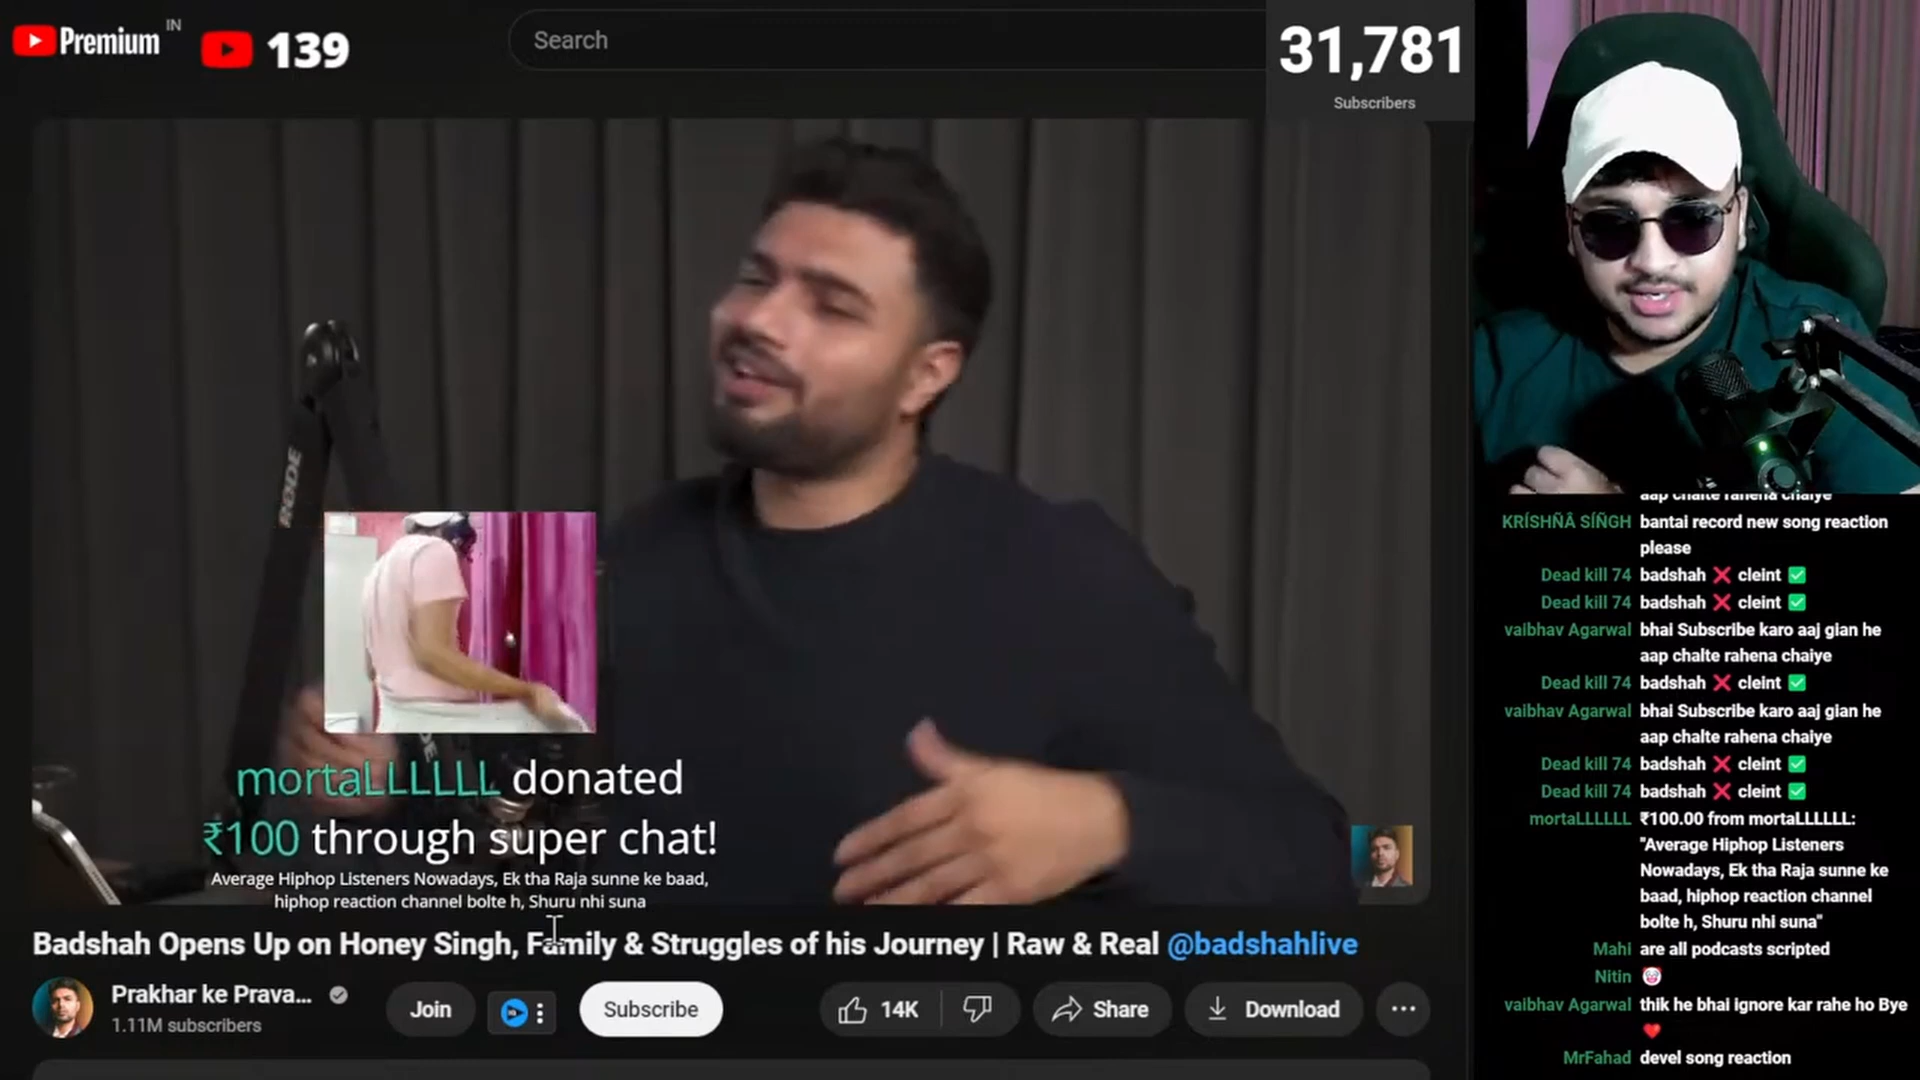 Premium IN
139
Search
31,781
Subscribers
RODE
mortaLLLLLL donated
₹100 through super chat!
Average Hiphop Listeners Nowadays, Ek tha Raja sunne ke baad,
hiphop reaction channel bolte h, Shuru nhi suna
Badshah Opens Up on Honey Singh, Family & Struggles of his Journey | Raw & Real @badshahlive
Prakhar ke Prava...
1.11M subscribers
Join
Subscribe
14K
Share
Download
aap chalte rahena chaiye
KRÍSHÑÂ SÍÑGH bantai record new song reaction
please
Dead kill 74 badshah ❌ cleint ✅
Dead kill 74 badshah ❌ cleint ✅
vaibhav Agarwal bhai Subscribe karo aaj gian he
aap chalte rahena chaiye
Dead kill 74 badshah ❌ cleint ✅
vaibhav Agarwal bhai Subscribe karo aaj gian he
aap chalte rahena chaiye
Dead kill 74 badshah ❌ cleint ✅
Dead kill 74 badshah ❌ cleint ✅
mortaLLLLLL ₹100.00 from mortaLLLLLL:
"Average Hiphop Listeners
Nowadays, Ek tha Raja sunne ke
baad, hiphop reaction channel
bolte h, Shuru nhi suna"
Mahi are all podcasts scripted
Nitin 🤡
vaibhav Agarwal thik he bhai ignore kar rahe ho Bye
❤️
MrFahad devel song reaction